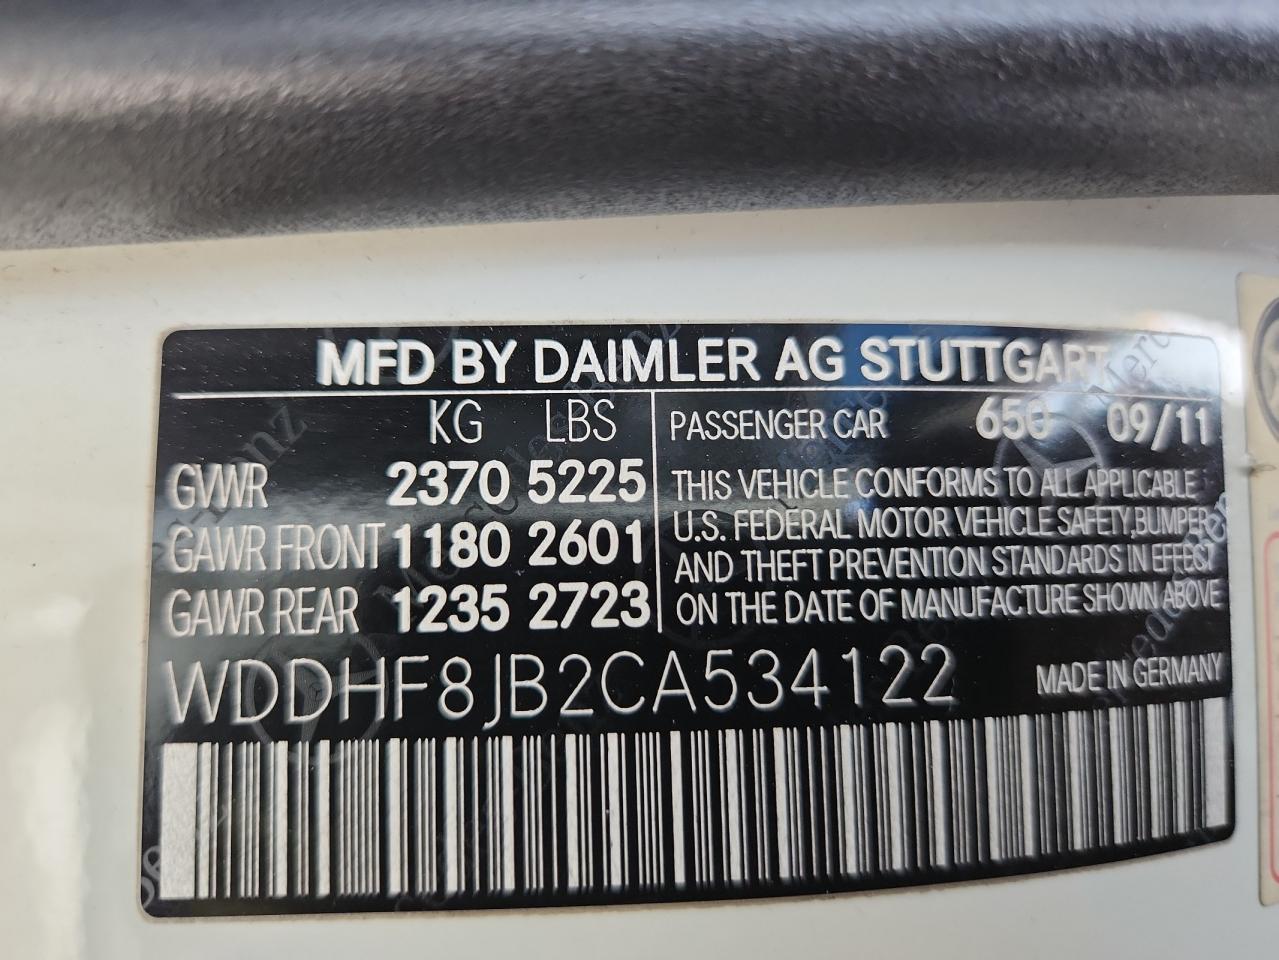 MFD BY DAIMLER AG STUTTGART
KG LBS
GVWR 2370 5225
GAWR FRONT 1180 2601
GAWR REAR 1235 2723
PASSENGER CAR 650 09/11
THIS VEHICLE CONFORMS TO ALL APPLICABLE
U.S. FEDERAL MOTOR VEHICLE SAFETY,BUMPER
AND THEFT PREVENTION STANDARDS IN EFFECT
ON THE DATE OF MANUFACTURE SHOWN ABOVE
WDDHF8JB2CA534122
MADE IN GERMANY